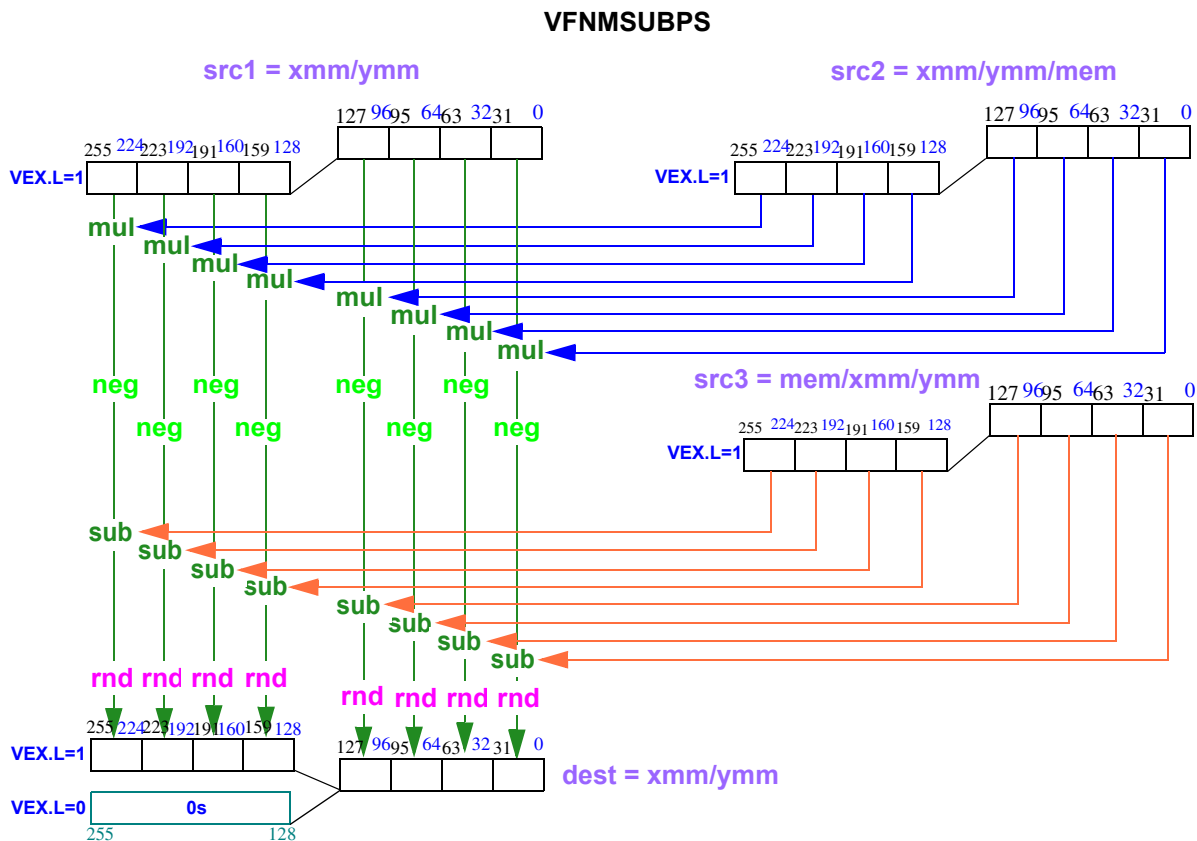 VFNMSUBPS
src1 = xmm/ymm
src2 = xmm/ymm/mem
127 96 95 64 63 32 31 0
127 96 95 64 63 32 31 0
255 224 223 192 191 160 159 128
255 224 223 192 191 160 159 128
VEX.L=1
VEX.L=1
mul
mul
mul
mul
mul
mul
mul
mul
src3 = mem/xmm/ymm
neg neg neg neg
127 96 95 64 63 32 31 0
neg neg neg neg
255 224 223 192 191 160 159 128
VEX.L=1
sub
sub
sub
sub
sub
sub
sub
sub
rnd rnd rnd rnd
rnd rnd rnd rnd
255 224 223 192 191 160 159 128
127 96 95 64 63 32 31 0
VEX.L=1
dest = xmm/ymm
VEX.L=0 0s
255 128